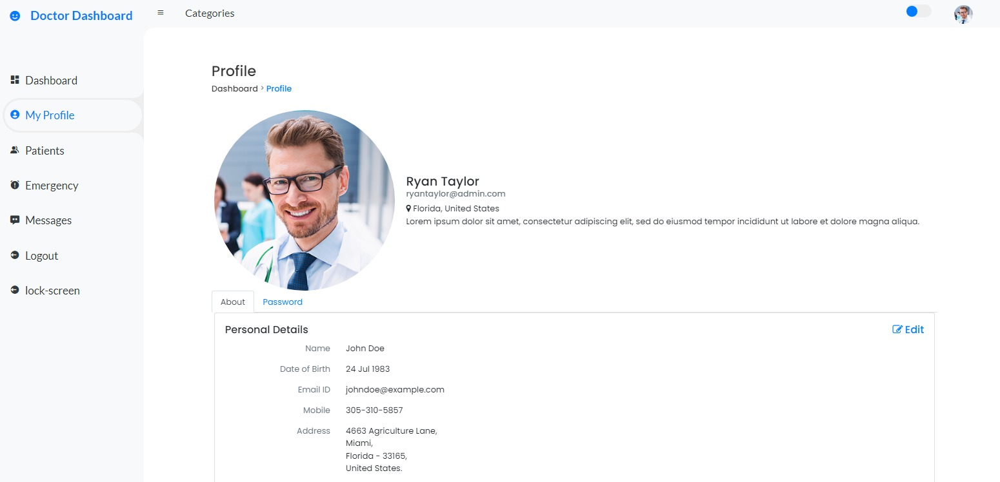 Doctor Dashboard
Categories
Dashboard
My Profile
Patients
Emergency
Messages
Logout
lock-screen
Profile
Dashboard > Profile
Ryan Taylor
ryantaylor@admin.com
Florida, United States
Lorem ipsum dolor sit amet, consectetur adipiscing elit, sed do eiusmod tempor incididunt ut labore et dolore magna aliqua.
About Password
Personal Details Edit
Name John Doe
Date of Birth 24 Jul 1983
Email ID johndoe@example.com
Mobile 305-310-5857
Address 4663 Agriculture Lane,
Miami,
Florida - 33165,
United States.